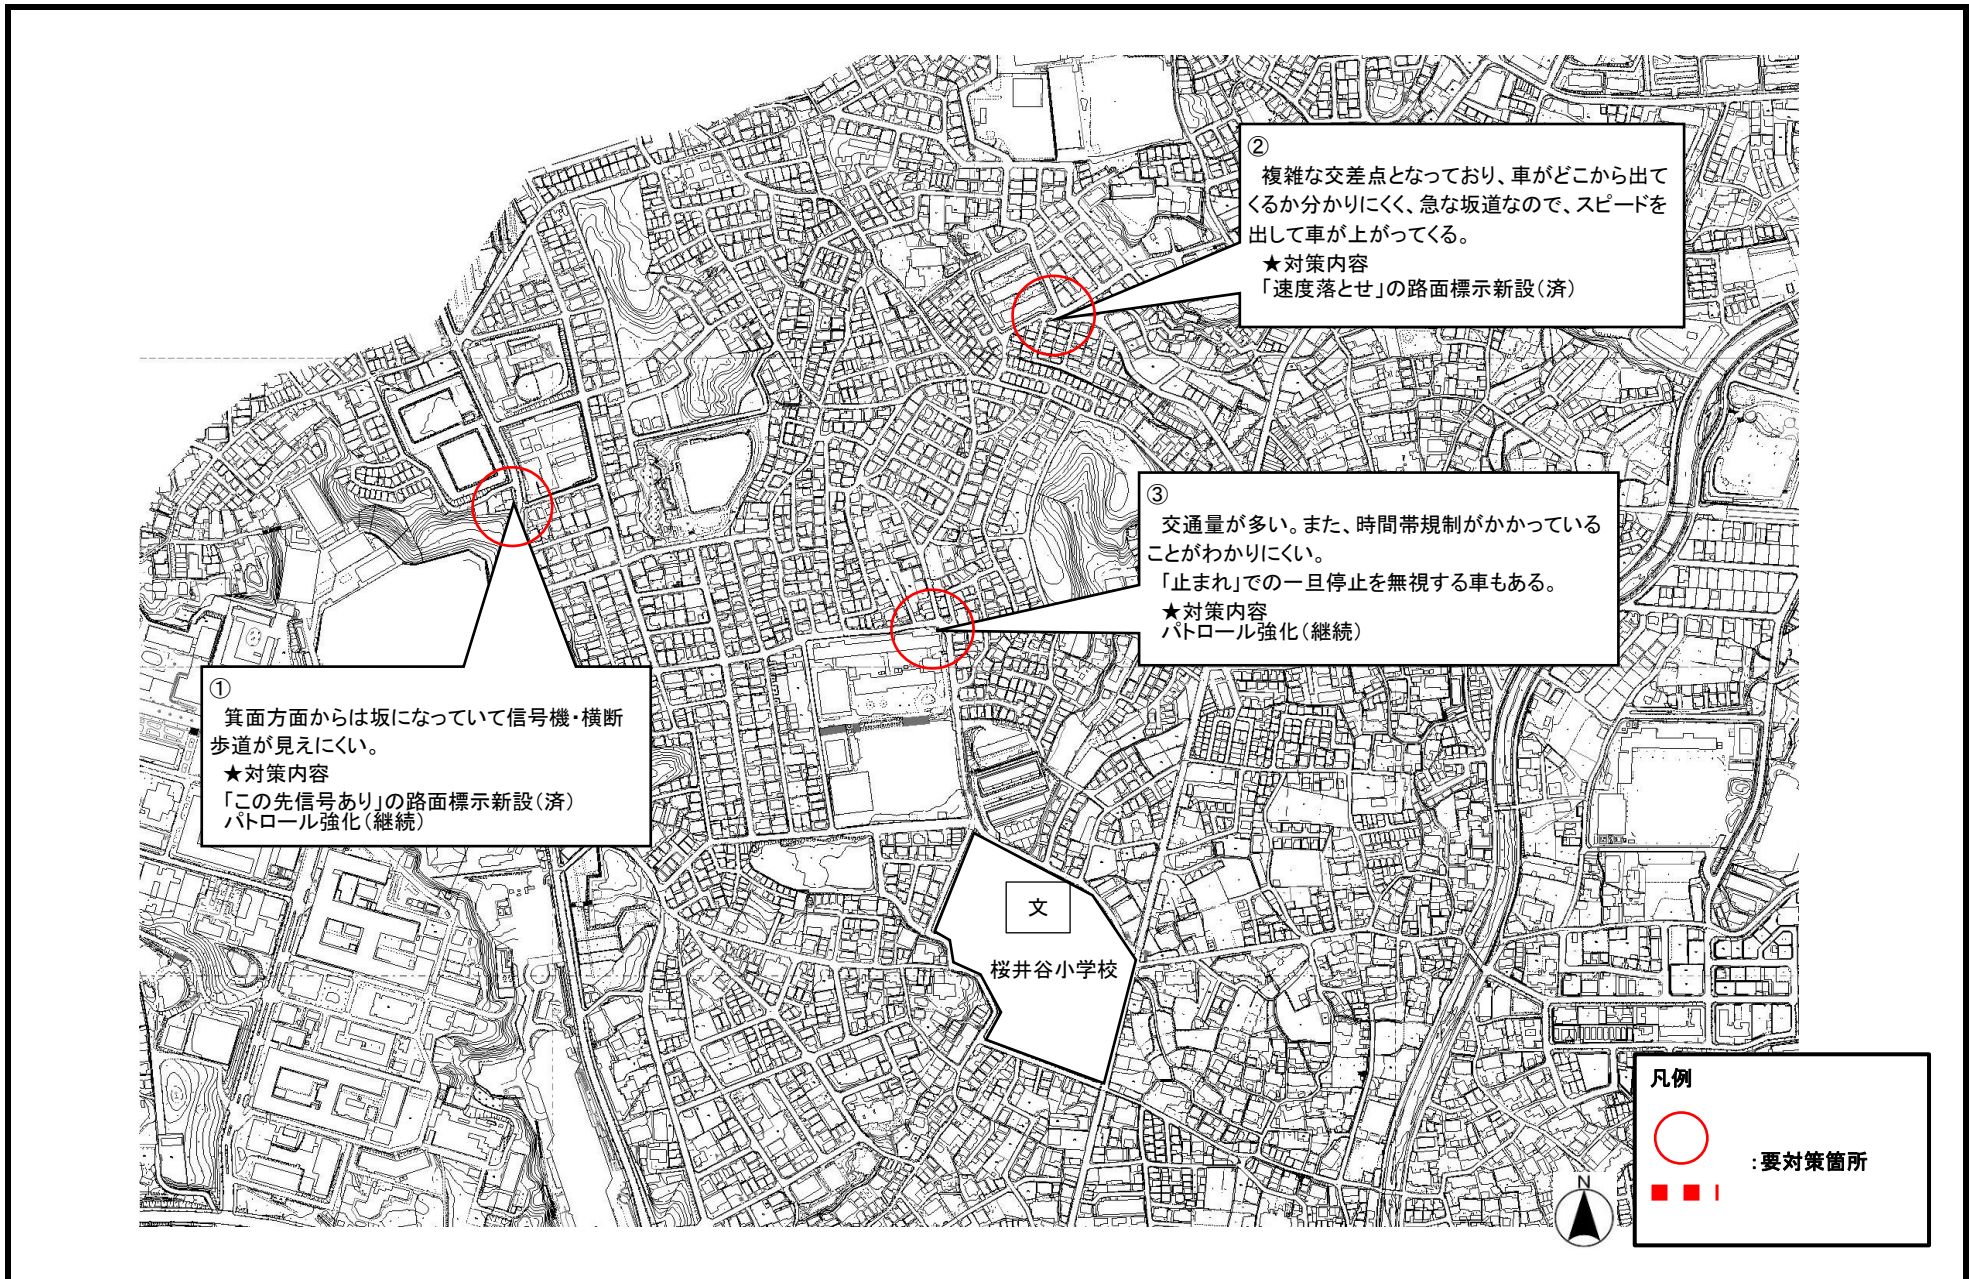 ②
複雑な交差点となっており、車がどこから出て
くるか分かりにくく、急な坂道なので、スピードを
出して車が上がってくる。
★対策内容
「速度落とせ」の路面標示新設(済)
③
交通量が多い。また、時間帯規制がかかっている
ことがわかりにくい。
「止まれ」での一旦停止を無視する車もある。
★対策内容
パトロール強化(継続)
①
箕面方面からは坂になっていて信号機・横断
歩道が見えにくい。
★対策内容
「この先信号あり」の路面標示新設(済)
パトロール強化(継続)
文
桜井谷小学校
凡例
:要対策箇所
N